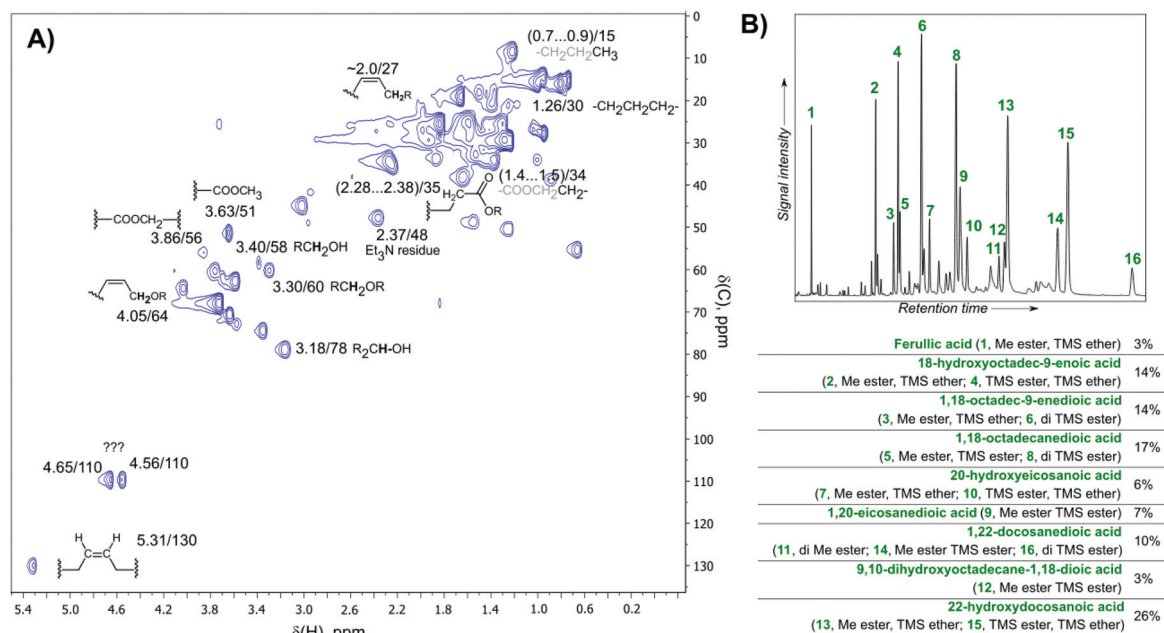 A)
(0.7...0.9)/15
-CH₂CH₂CH₃
~2.0/27
CH₂R
1.26/30 -CH₂CH₂CH₂-
(1.4...1.5)/34
-COOCH₂CH₂-
(2.28...2.38)/35
H₂C
O
O
R
COOCH₃
3.63/51
COOCH₂
3.86/56
2.37/48
Et₃N residue
3.40/58 RCH₂OH
3.30/60 RCH₂OR
CH₂OR
4.05/64
3.18/78 R₂CH-OH
???
4.65/110
4.56/110
H H
5.31/130
0
10
20
30
40
50
60
70
80
90
100
110
120
130
δ(C), ppm
5.4 5.0 4.6 4.2 3.8 3.4 3.0 2.6 2.2 1.8 1.4 1.0 0.6 0.2
δ(H), ppm
B)
Signal intensity
1
2
3
4
5
6
7
8
9
10
11
12
13
14
15
16
Retention time
Ferullic acid (1, Me ester, TMS ether) 3%
18-hydroxyoctadec-9-enoic acid
(2, Me ester, TMS ether; 4, TMS ester, TMS ether) 14%
1,18-octadec-9-enedioic acid
(3, Me ester, TMS ether; 6, di TMS ester) 14%
1,18-octadecanedioic acid
(5, Me ester, TMS ester; 8, di TMS ester) 17%
20-hydroxyeicosanoic acid
(7, Me ester, TMS ether; 10, TMS ester, TMS ether) 6%
1,20-eicosanedioic acid (9, Me ester TMS ester) 7%
1,22-docosanedioic acid
(11, di Me ester; 14, Me ester TMS ester; 16, di TMS ester) 10%
9,10-dihydroxyoctadecane-1,18-dioic acid
(12, Me ester TMS ester) 3%
22-hydroxydocosanoic acid
(13, Me ester, TMS ether; 15, TMS ester, TMS ether) 26%